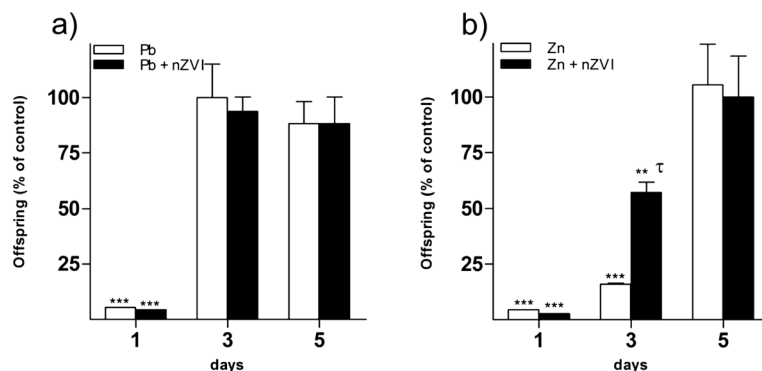 a)
Pb
Pb + nZVI
Offspring (% of control)
100
75
50
25
*** ***
1 3 5
days
b)
Zn
Zn + nZVI
Offspring (% of control)
100
75
50
25
** τ
***
*** ***
1 3 5
days